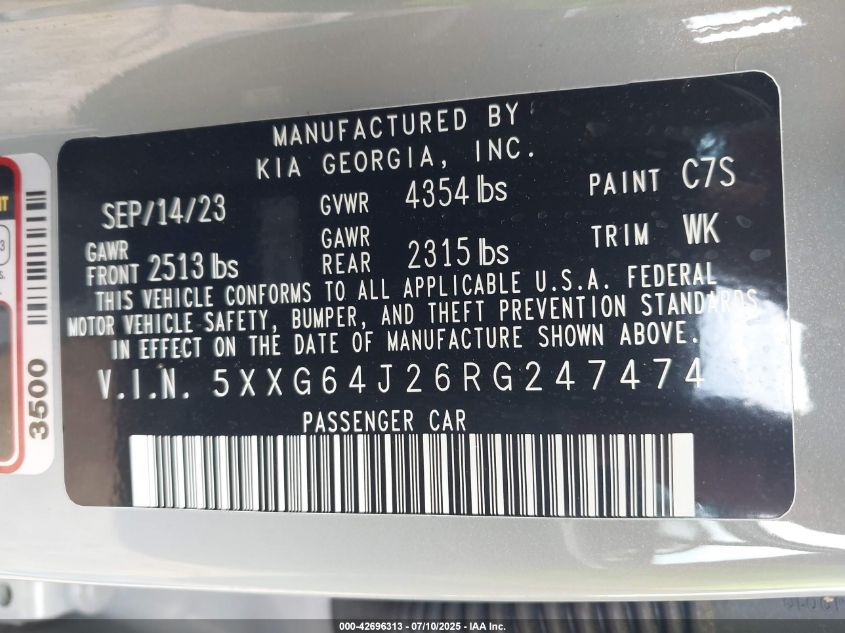 MANUFACTURED BY
KIA GEORGIA, INC.
SEP/14/23 GVWR 4354 lbs PAINT C7S
GAWR FRONT 2513 lbs GAWR REAR 2315 lbs TRIM WK
THIS VEHICLE CONFORMS TO ALL APPLICABLE U.S.A. FEDERAL
MOTOR VEHICLE SAFETY, BUMPER, AND THEFT PREVENTION STANDARDS
IN EFFECT ON THE DATE OF MANUFACTURE SHOWN ABOVE.
V.I.N. 5XXG64J26RG247474
PASSENGER CAR
3500
000-42696313 - 07/10/2025 - IAA Inc.